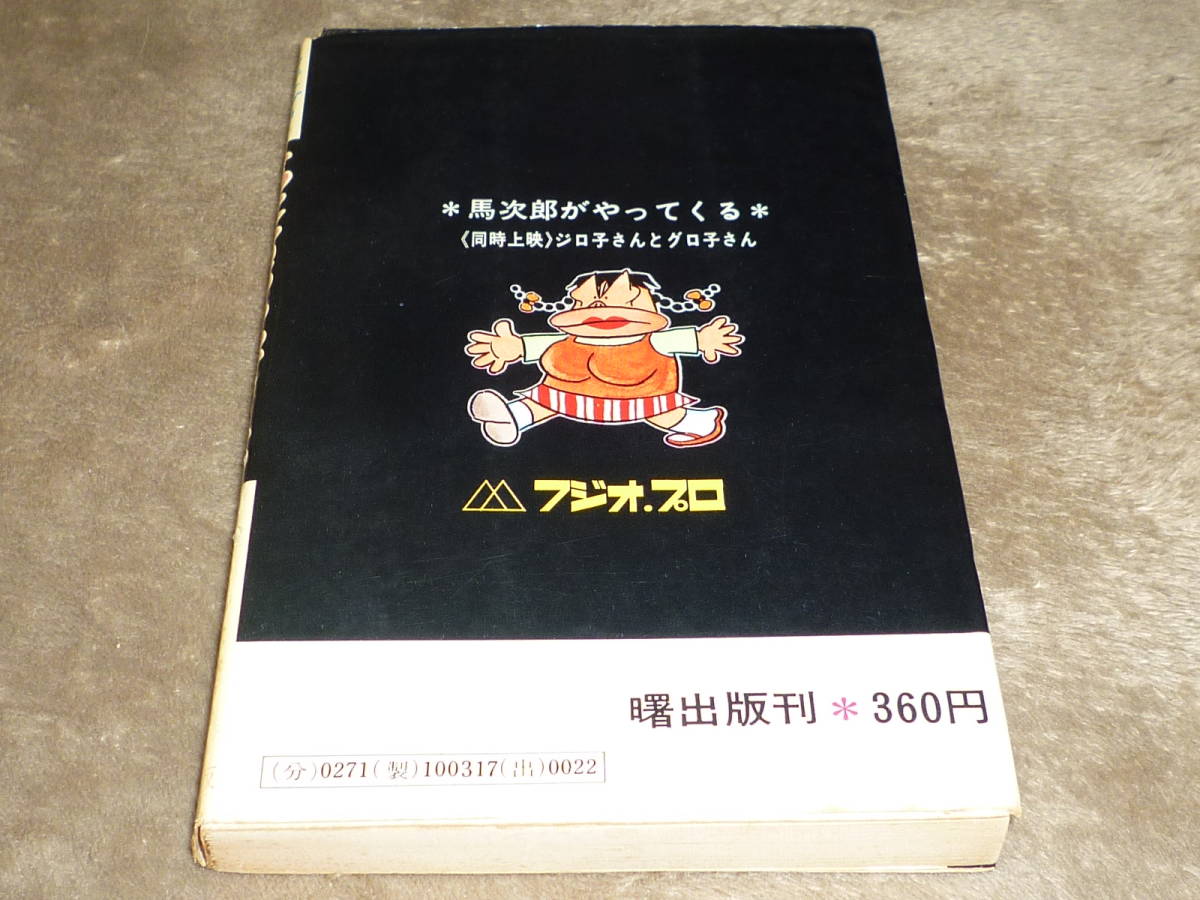 *馬次郎がやってくる*
《同時上映》ジロ子さんとグロ子さん
フジオ.プロ
曙出版刊*360円
(分)0271(製)100317(出)0022